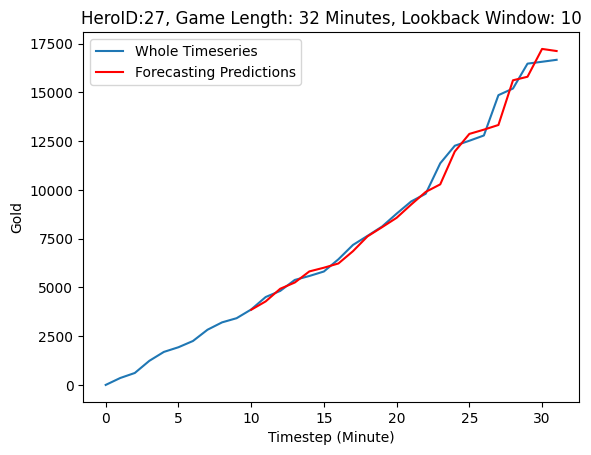 HeroID:27, Game Length: 32 Minutes, Lookback Window: 10
Whole Timeseries
Forecasting Predictions
17500
15000
12500
10000
7500
5000
2500
0
Gold
0 5 10 15 20 25 30
Timestep (Minute)